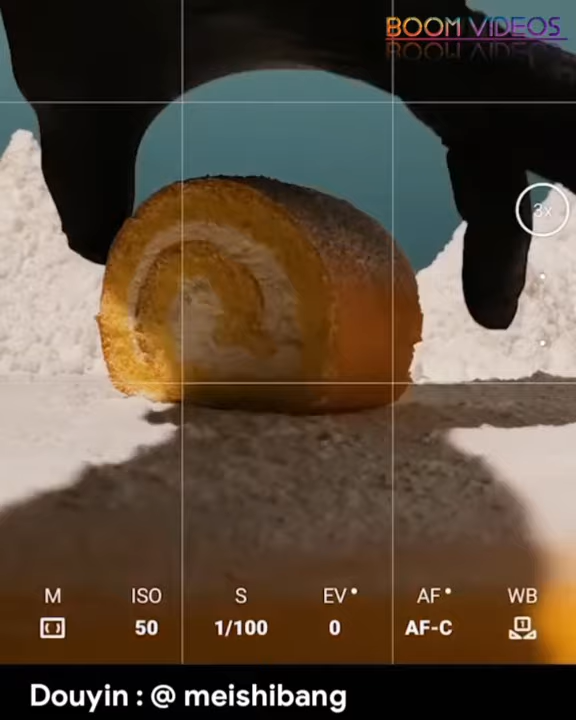 BOOM VIDEOS
3x
M ISO S EV AF WB
50 1/100 0 AF-C
Douyin : @ meishibang